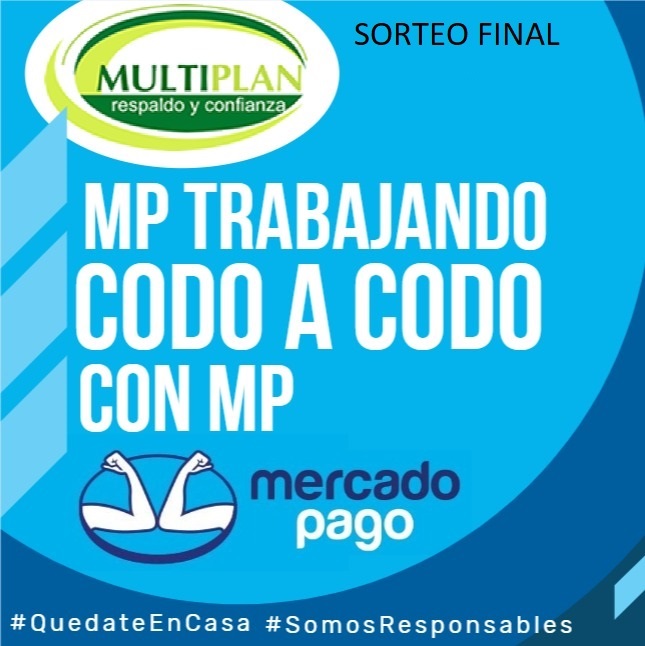 SORTEO FINAL
MULTIPLAN
respaldo y confianza
MP TRABAJANDO
CODO A CODO
CON MP
mercado
pago
#QuedateEnCasa #SomosResponsables